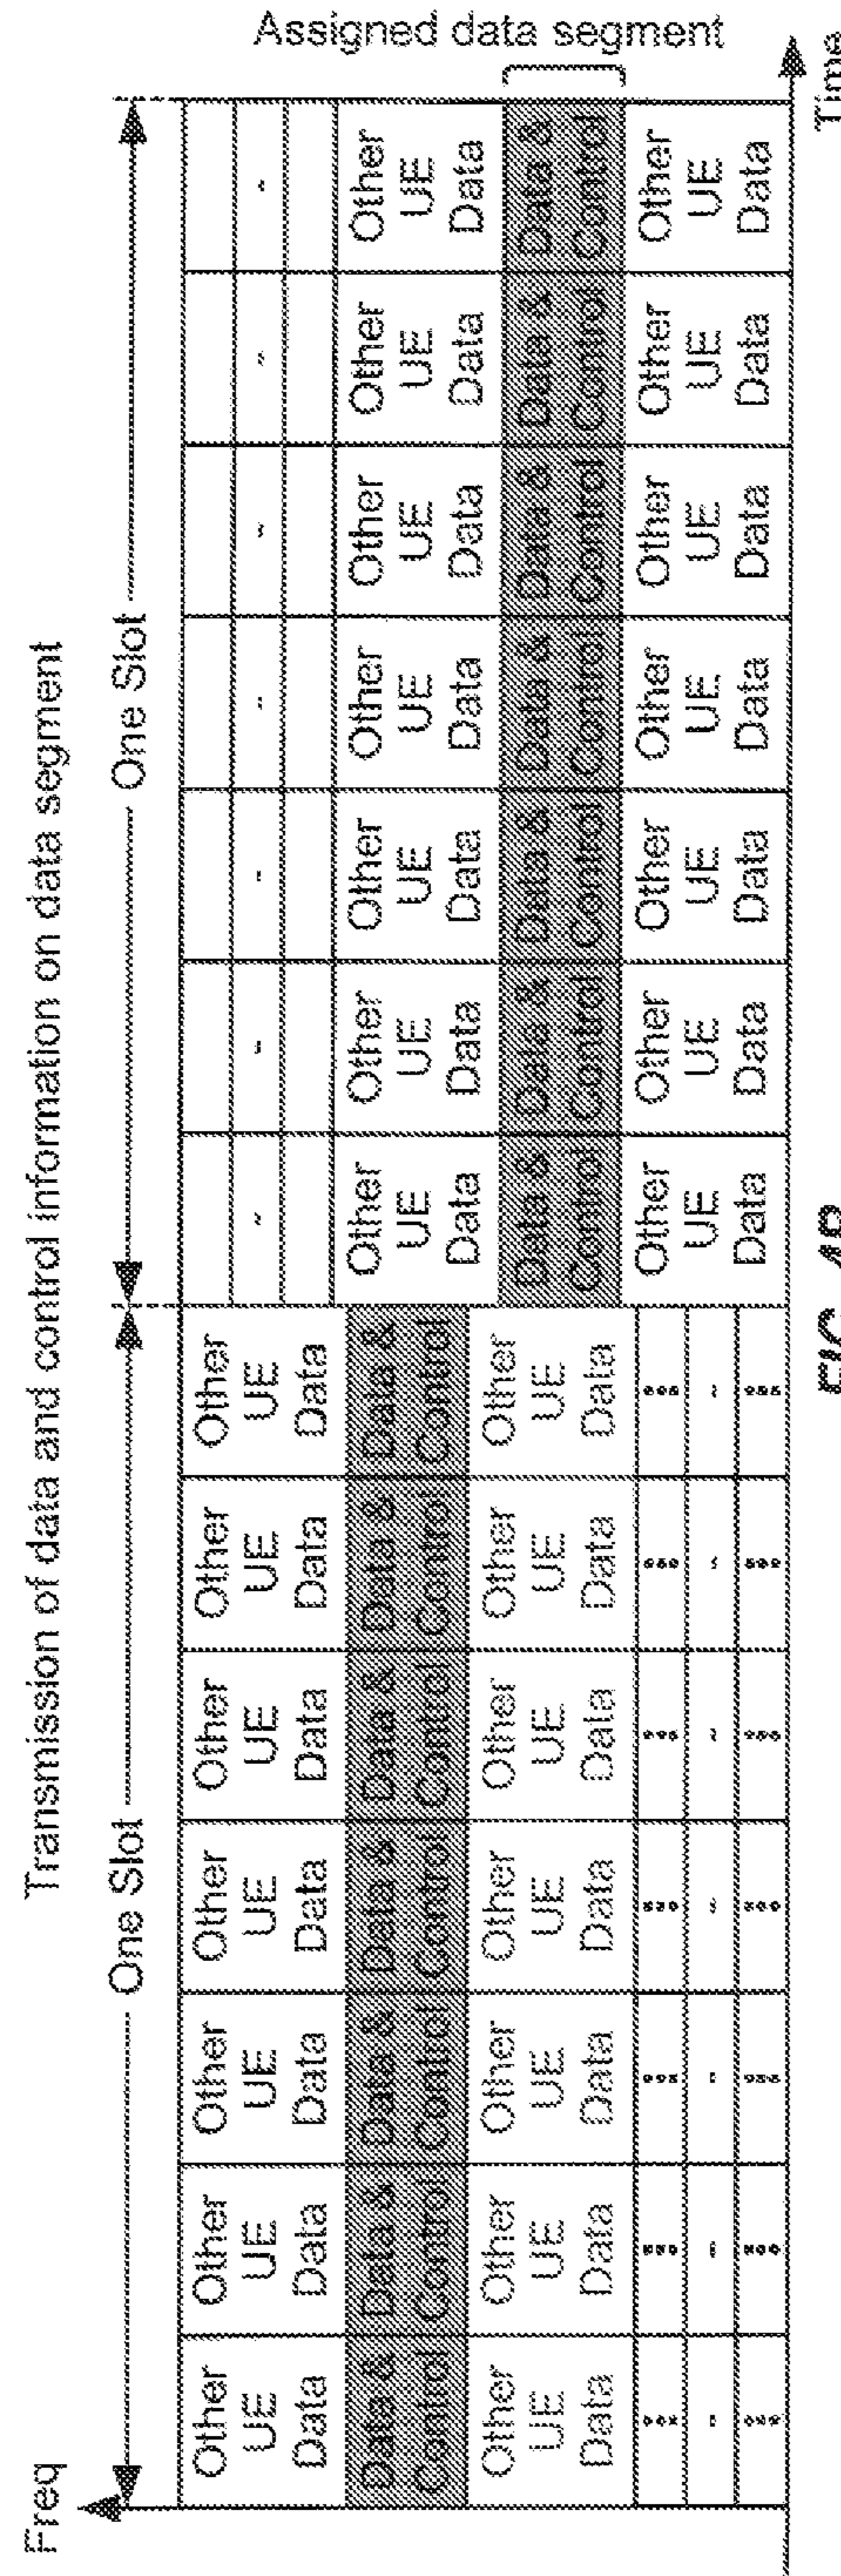 Transmission of data and control information on data segment
Freq
One Slot One Slot
Other Other Other Other Other Other Other
UE UE UE UE UE UE UE
Data Data Data Data Data Data Data
Data & Data & Data & Data & Data & Data & Data &
Control Control Control Control Control Control Control
Other Other Other Other Other Other Other
UE UE UE UE UE UE UE
Data Data Data Data Data Data Data
Other Other Other Other Other Other Other
UE UE UE UE UE UE UE
Data Data Data Data Data Data Data
Data & Data & Data & Data & Data & Data & Data &
Control Control Control Control Control Control Control
Other Other Other Other Other Other Other
UE UE UE UE UE UE UE
Data Data Data Data Data Data Data
Assigned data segment
Time
FIG. 4B